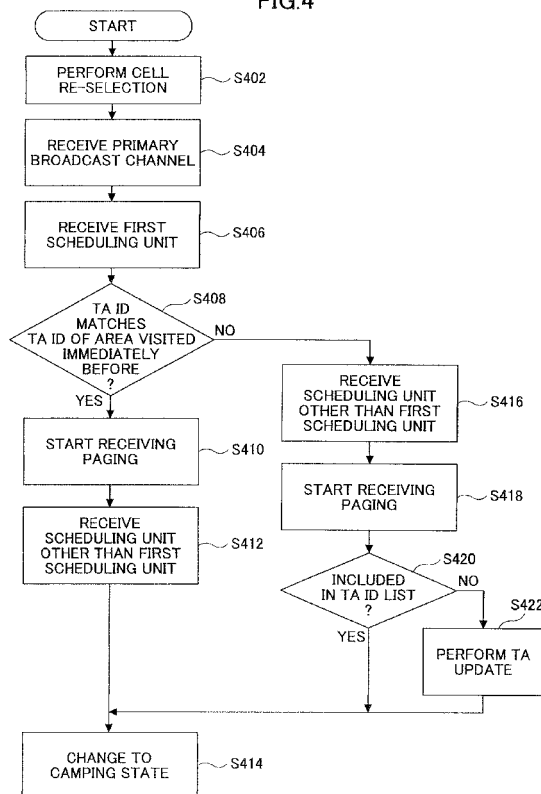 FIG.4
START
PERFORM CELL
RE-SELECTION
S402
RECEIVE PRIMARY
BROADCAST CHANNEL
S404
RECEIVE FIRST
SCHEDULING UNIT
S406
TA ID
MATCHES
TA ID OF AREA VISITED
IMMEDIATELY
BEFORE
?
S408
NO
YES
START RECEIVING
PAGING
S410
RECEIVE
SCHEDULING UNIT
OTHER THAN FIRST
SCHEDULING UNIT
S412
RECEIVE
SCHEDULING UNIT
OTHER THAN FIRST
SCHEDULING UNIT
S416
START RECEIVING
PAGING
S418
INCLUDED
IN TA ID LIST
?
S420
NO
YES
S422
PERFORM TA
UPDATE
CHANGE TO
CAMPING STATE
S414